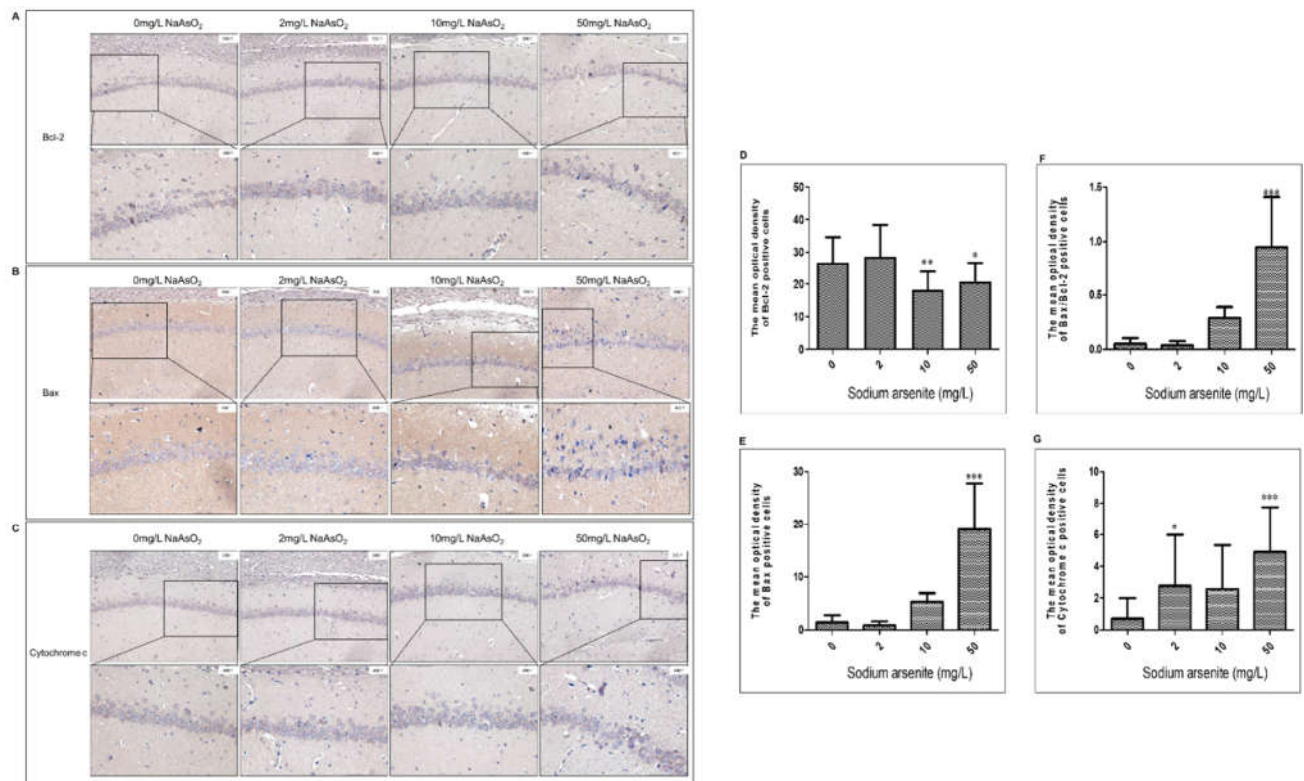 A
0mg/L NaAsO₂ 2mg/L NaAsO₂ 10mg/L NaAsO₂ 50mg/L NaAsO₂
Bcl-2
B
0mg/L NaAsO₂ 2mg/L NaAsO₂ 10mg/L NaAsO₂ 50mg/L NaAsO₂
Bax
C
0mg/L NaAsO₂ 2mg/L NaAsO₂ 10mg/L NaAsO₂ 50mg/L NaAsO₂
Cytochrome c
D
The mean optical density
of Bcl-2 positive cells
50
40
30
20
10
0
** *
0 2 10 50
Sodium arsenite (mg/L)
F
The mean optical density
of Bax/Bcl-2 positive cells
1.5
1.0
0.5
0.0
***
0 2 10 50
Sodium arsenite (mg/L)
E
The mean optical density
of Bax positive cells
30
20
10
0
***
0 2 10 50
Sodium arsenite (mg/L)
G
The mean optical density
of Cytochrome c positive cells
10
8
6
4
2
0
* ***
0 2 10 50
Sodium arsenite (mg/L)